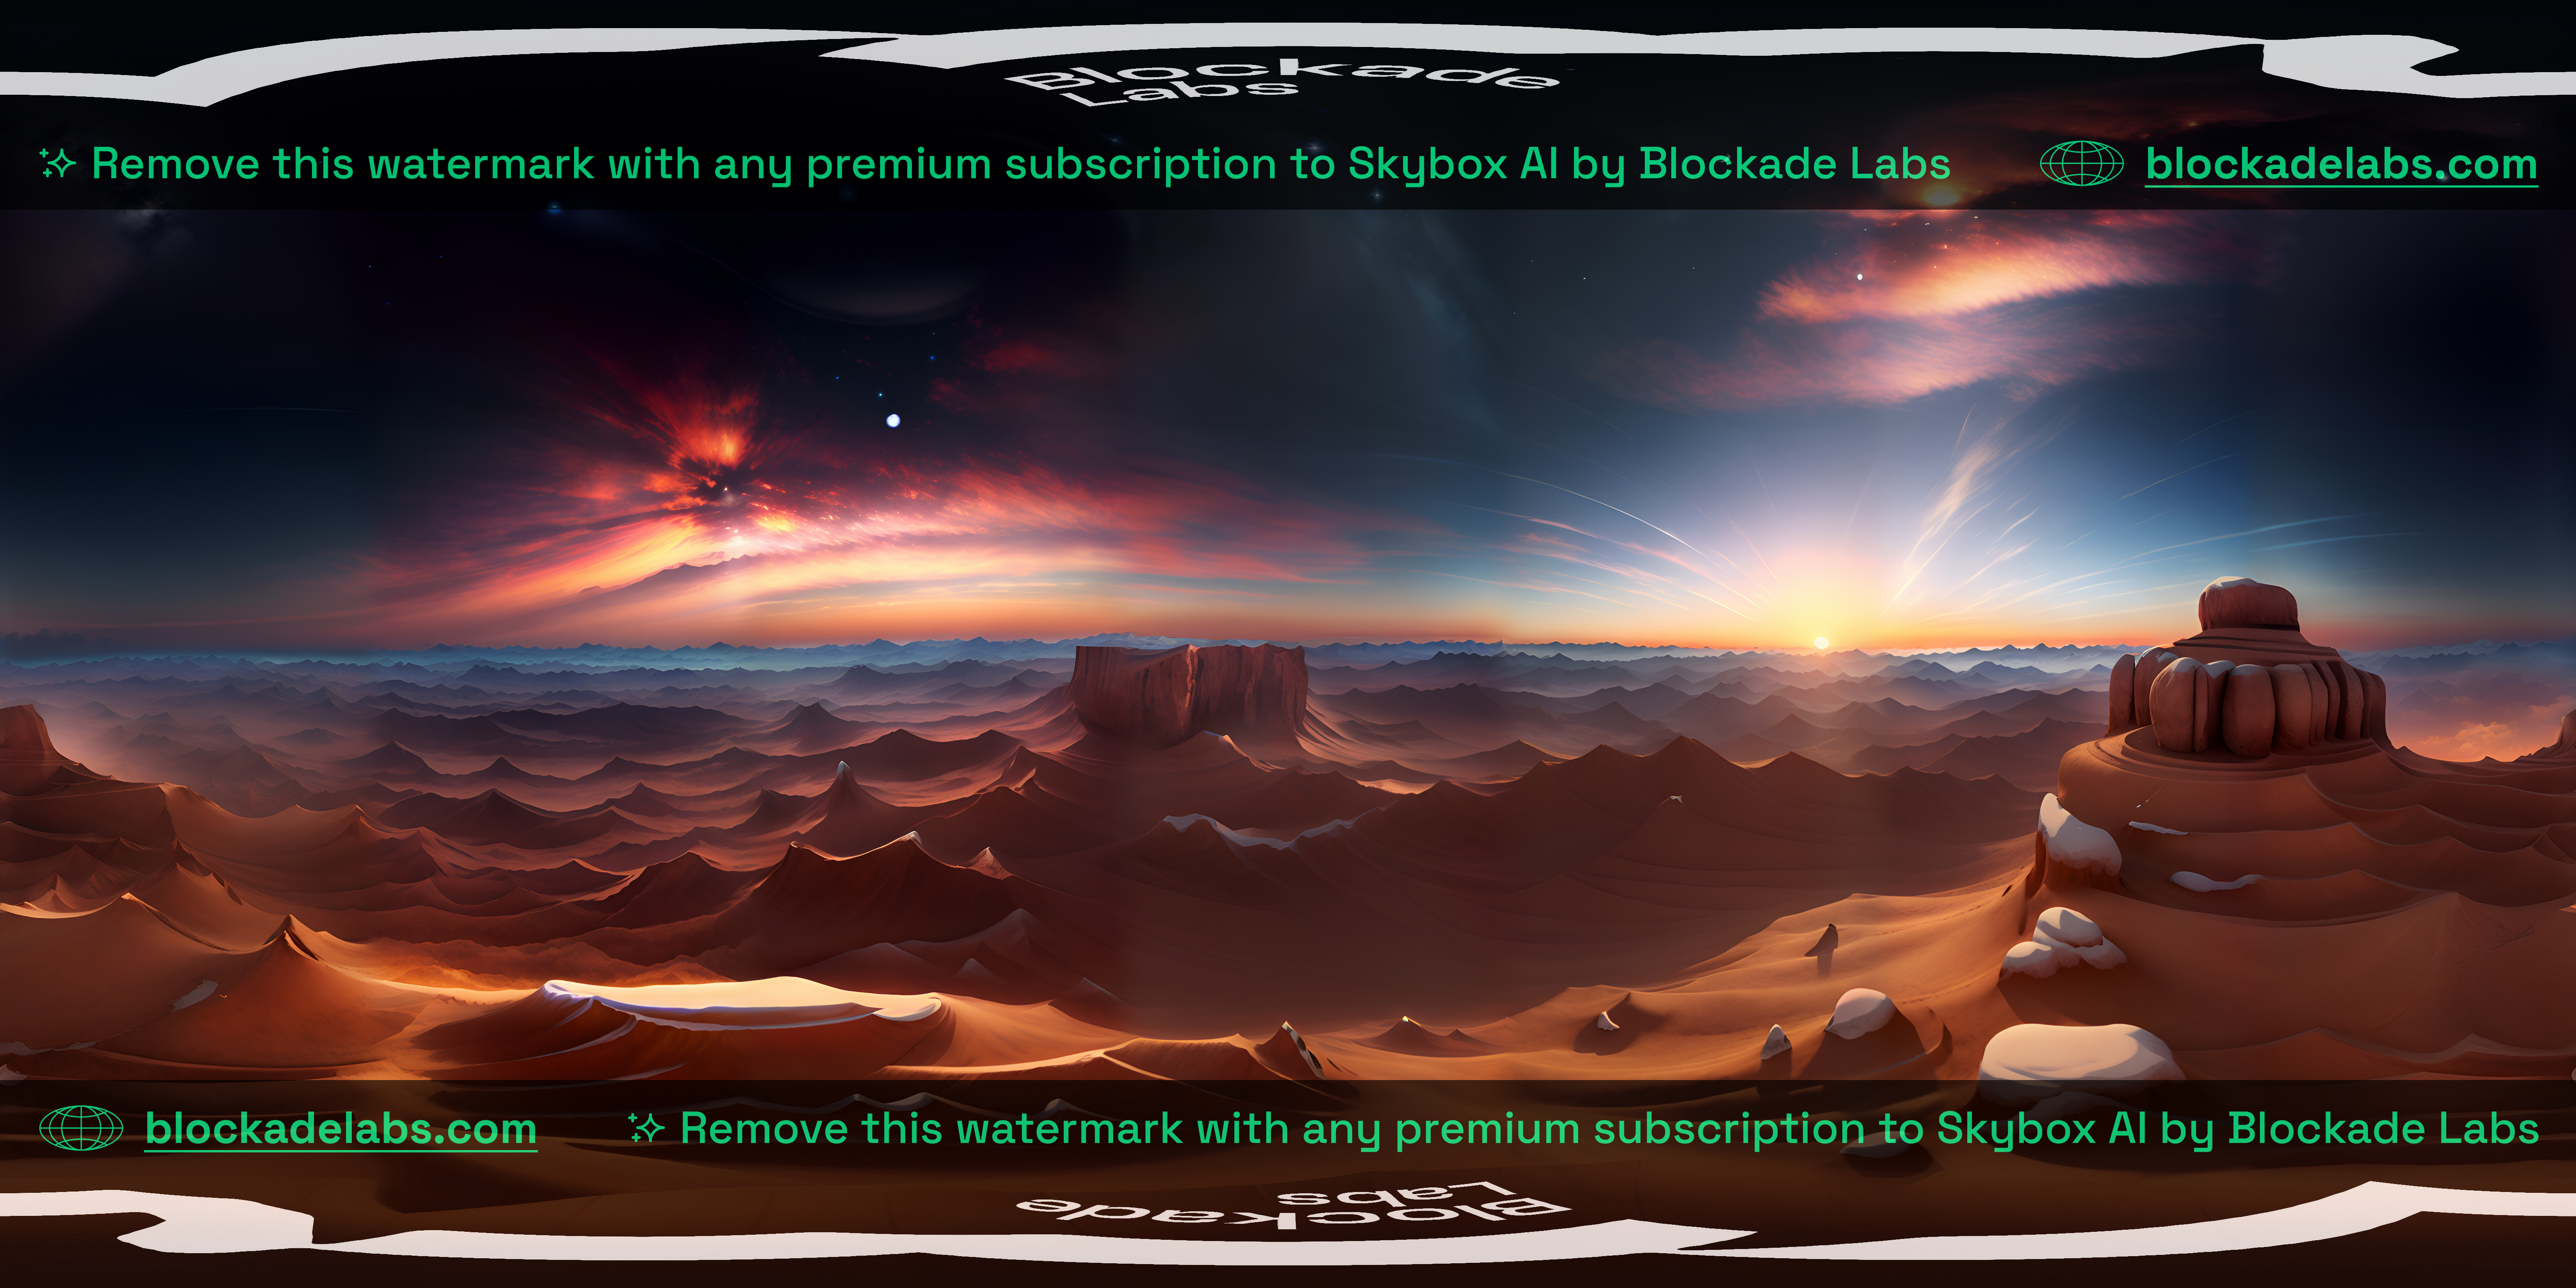 Blockade
Labs
Remove this watermark with any premium subscription to Skybox AI by Blockade Labs
blockadelabs.com
blockadelabs.com
Remove this watermark with any premium subscription to Skybox AI by Blockade Labs
Labs
Blockade